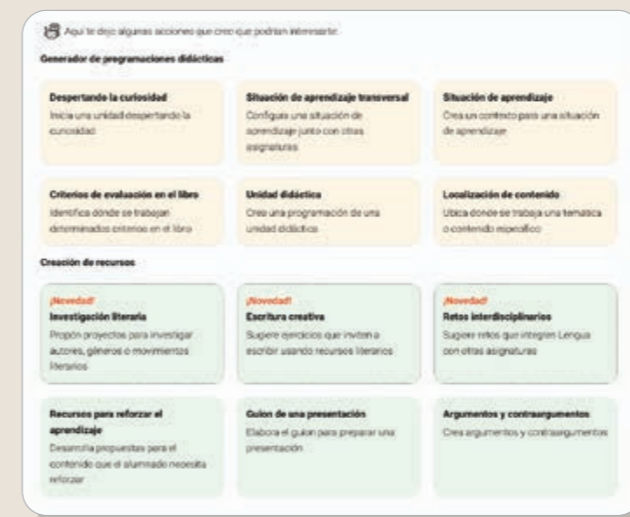 Aquí te dejo algunas acciones que creo que podrían interesarte:
Generador de programaciones didácticas
Despertando la curiosidad
Inicia una unidad despertando la
curiosidad
Situación de aprendizaje transversal
Configura una situación de
aprendizaje junto con otras
asignaturas
Situación de aprendizaje
Crea un contexto para una situación
de aprendizaje
Criterios de evaluación en el libro
Identifica dónde se trabajan
determinados criterios en el libro
Unidad didáctica
Crea una programación de una
unidad didáctica
Localización de contenido
Ubica donde se trabaja una temática
o contenido específico
Creación de recursos
¡Novedad!
Investigación literaria
Propón proyectos para investigar
autores, géneros o movimientos
literarios
¡Novedad!
Escritura creativa
Sugiere ejercicios que inviten a
escribir usando recursos literarios
¡Novedad!
Retos interdisciplinarios
Sugiere retos que integren Lengua
con otras asignaturas
Recursos para reforzar el
aprendizaje
Desarrolla propuestas para el
contenido que el alumnado necesita
reforzar
Guion de una presentación
Elabora el guion para preparar una
presentación
Argumentos y contraargumentos
Crea argumentos y contraargumentos